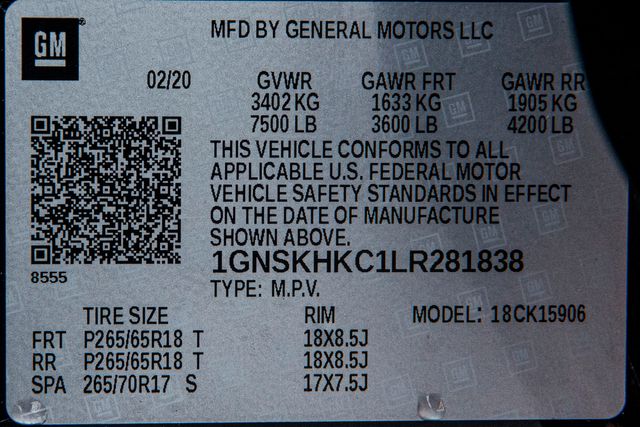 GM MFD BY GENERAL MOTORS LLC
02/20 GVWR GAWR FRT GAWR RR
3402 KG 1633 KG 1905 KG
7500 LB 3600 LB 4200 LB
THIS VEHICLE CONFORMS TO ALL
APPLICABLE U.S. FEDERAL MOTOR
VEHICLE SAFETY STANDARDS IN EFFECT
ON THE DATE OF MANUFACTURE
SHOWN ABOVE.
1GNSKHKC1LR281838
8555
TYPE: M.P.V.
TIRE SIZE RIM MODEL: 18CK15906
FRT P265/65R18 T 18X8.5J
RR P265/65R18 T 18X8.5J
SPA 265/70R17 S 17X7.5J